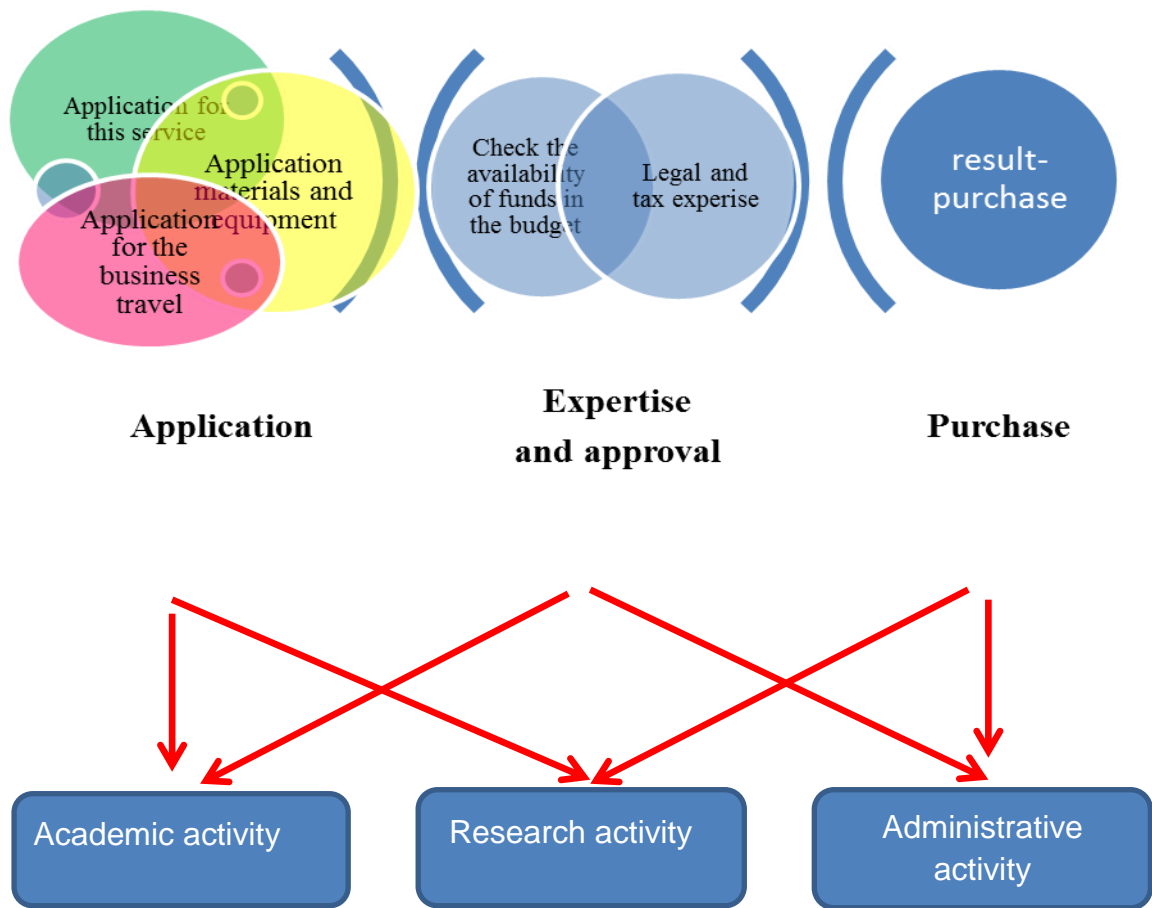 Application for
this service
Application
materials and
equipment
Application
for the
business
travel
Check the
availability
of funds in
the budget
Legal and
tax expertise
result-
purchase
Application
Expertise
and approval
Purchase
Academic activity
Research activity
Administrative
activity